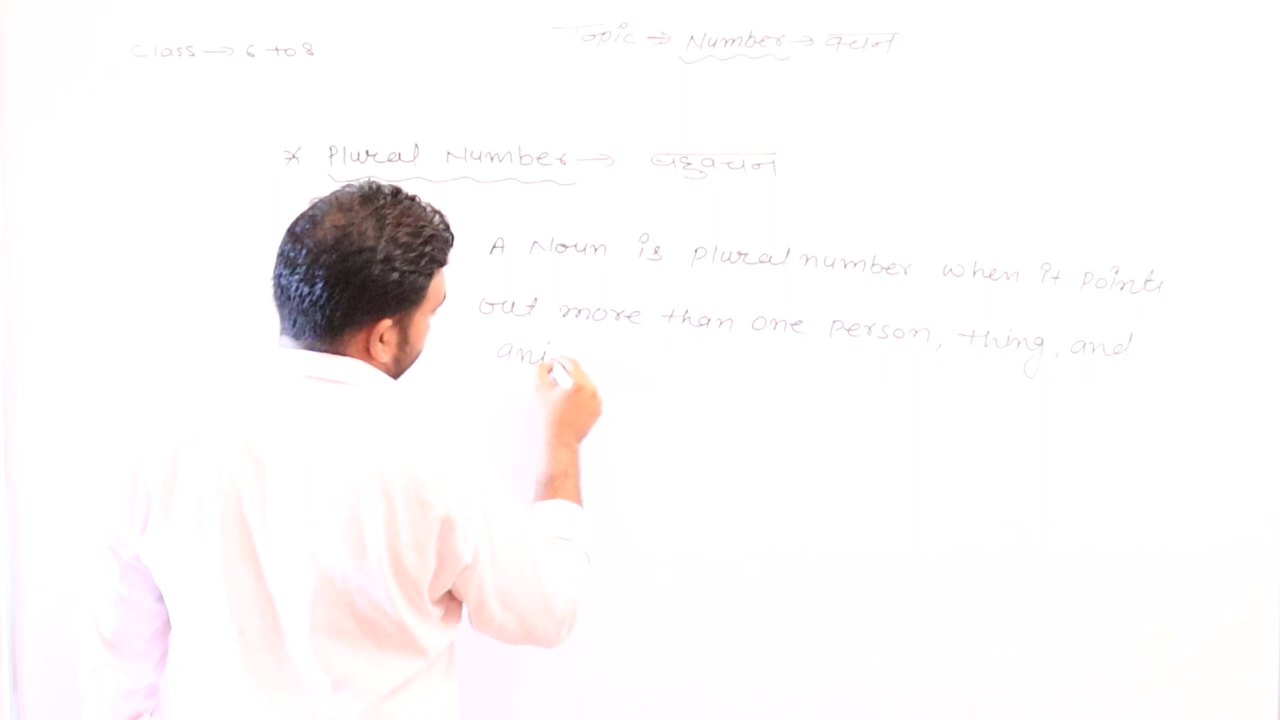 Class → 6 to 8
Topic → Number → वचन
* Plural Number → बहुवचन
A Noun is plural number when it points
out more than one person, thing, and
ani